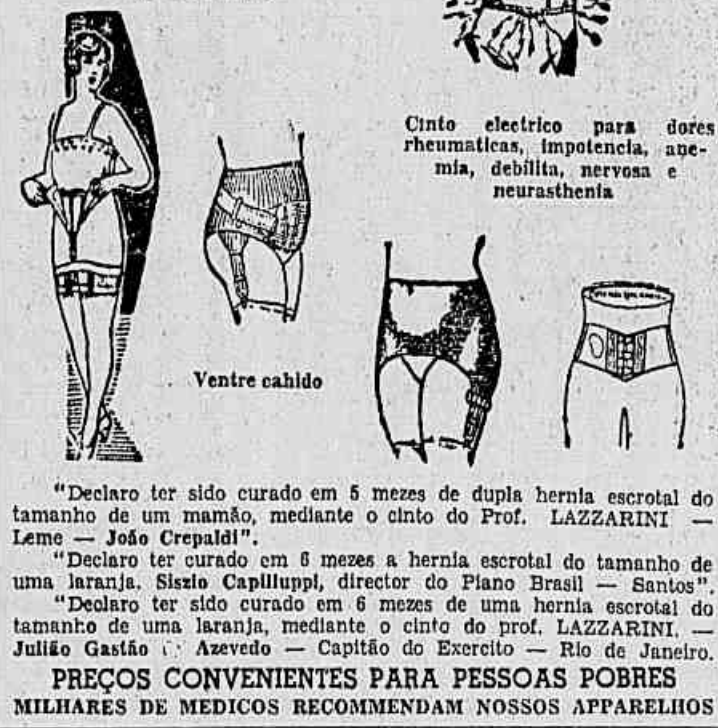 Cinto electrico para dores
rheumaticas, impotencia, ane-
mia, debilita, nervosa e
neurasthenia
Ventre cahido
"Declaro ter sido curado em 5 mezes de dupla hernia escrotal do
tamanho de um mamão, mediante o cinto do Prof. LAZZARINI —
Leme — João Crepaldi".
"Declaro ter curado em 6 mezes a hernia escrotal do tamanho de
uma laranja. Siszio Capilluppi, director do Piano Brasil — Santos".
"Declaro ter sido curado em 6 mezes de uma hernia escrotal do
tamanho de uma laranja, mediante o cinto do prof. LAZZARINI. —
Julião Gastão Azevedo — Capitão do Exercito — Rio de Janeiro.
PREÇOS CONVENIENTES PARA PESSOAS POBRES
MILHARES DE MEDICOS RECOMMENDAM NOSSOS APPARELHOS